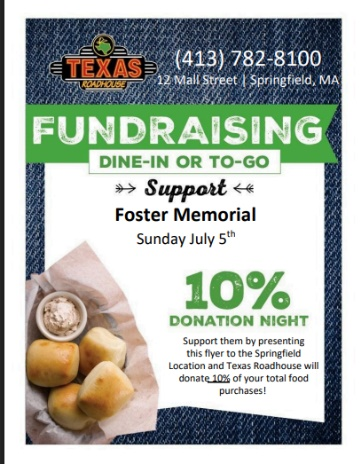 TEXAS
ROADHOUSE
(413) 782-8100
12 Mall Street | Springfield, MA
FUNDRAISING
DINE-IN OR TO-GO
Support
Foster Memorial
Sunday July 5th
10%
DONATION NIGHT
Support them by presenting
this flyer to the Springfield
Location and Texas Roadhouse will
donate 10% of your total food
purchases!